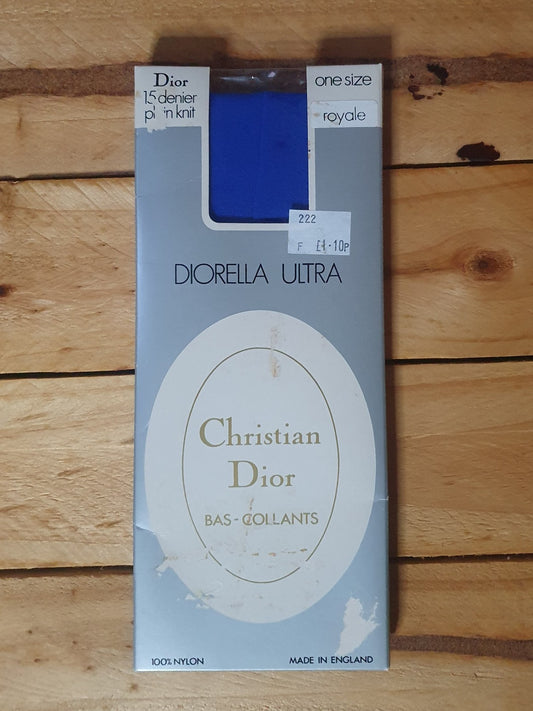 Dior
15 denier
plain knit
one size
royale
222
F £1·10p
DIORELLA ULTRA
Christian
Dior
BAS-COLLANTS
100% NYLON
MADE IN ENGLAND